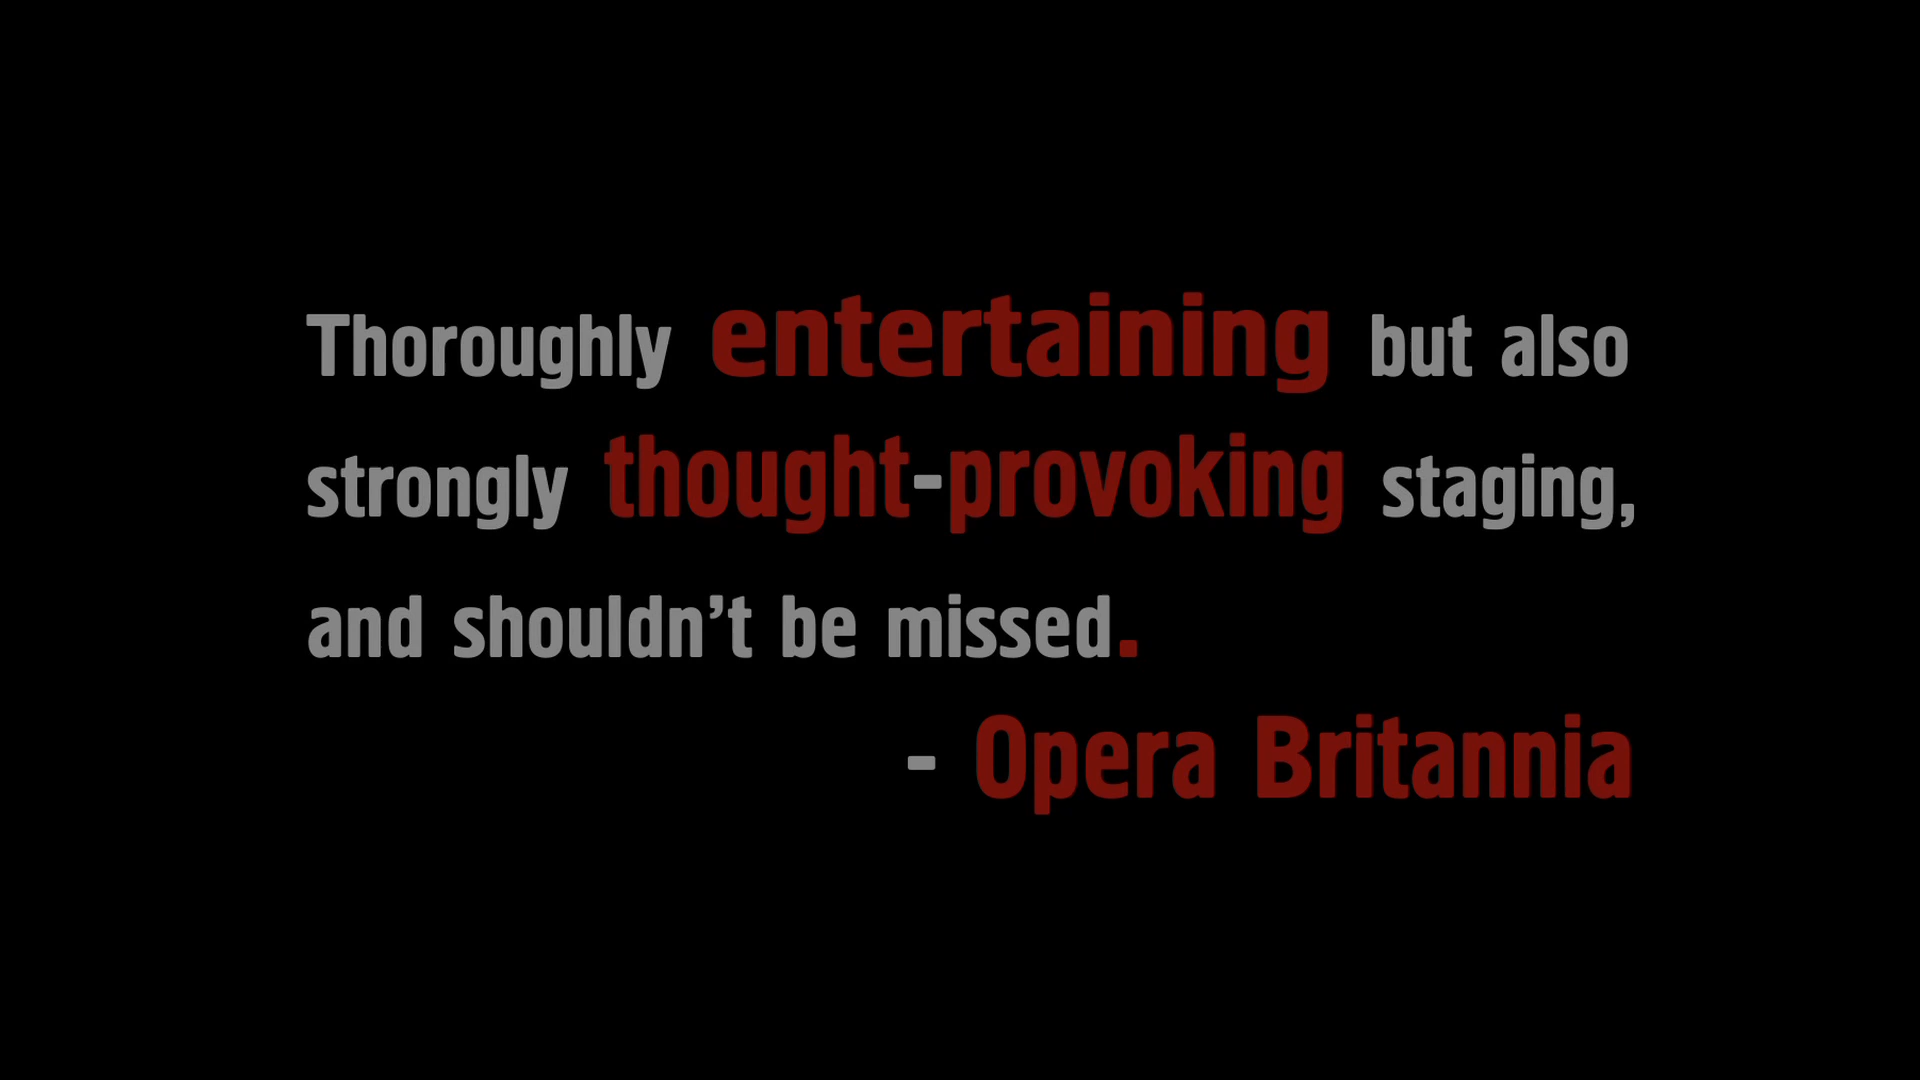 Thoroughly entertaining but also
strongly thought-provoking staging,
and shouldn’t be missed.
- Opera Britannia